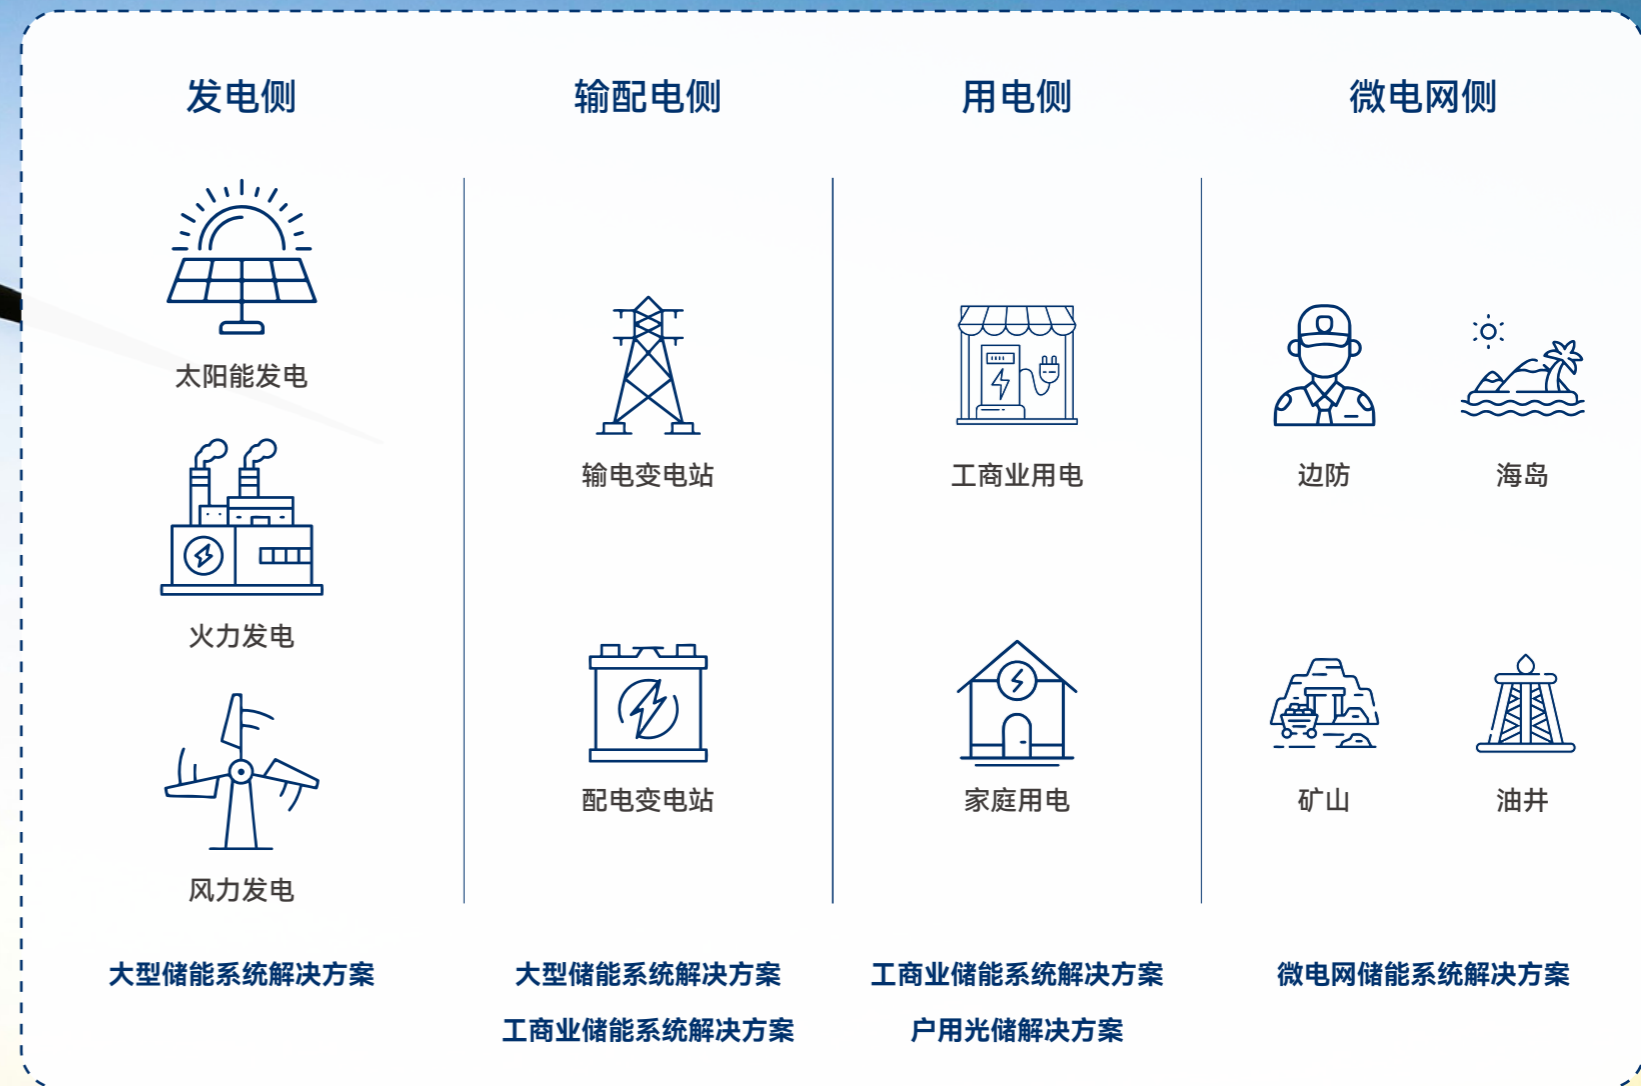 发电侧
输配电侧
用电侧
微电网侧
太阳能发电
火力发电
风力发电
输电变电站
配电变电站
工商业用电
家庭用电
边防
海岛
矿山
油井
大型储能系统解决方案
大型储能系统解决方案
工商业储能系统解决方案
工商业储能系统解决方案
户用光储解决方案
微电网储能系统解决方案